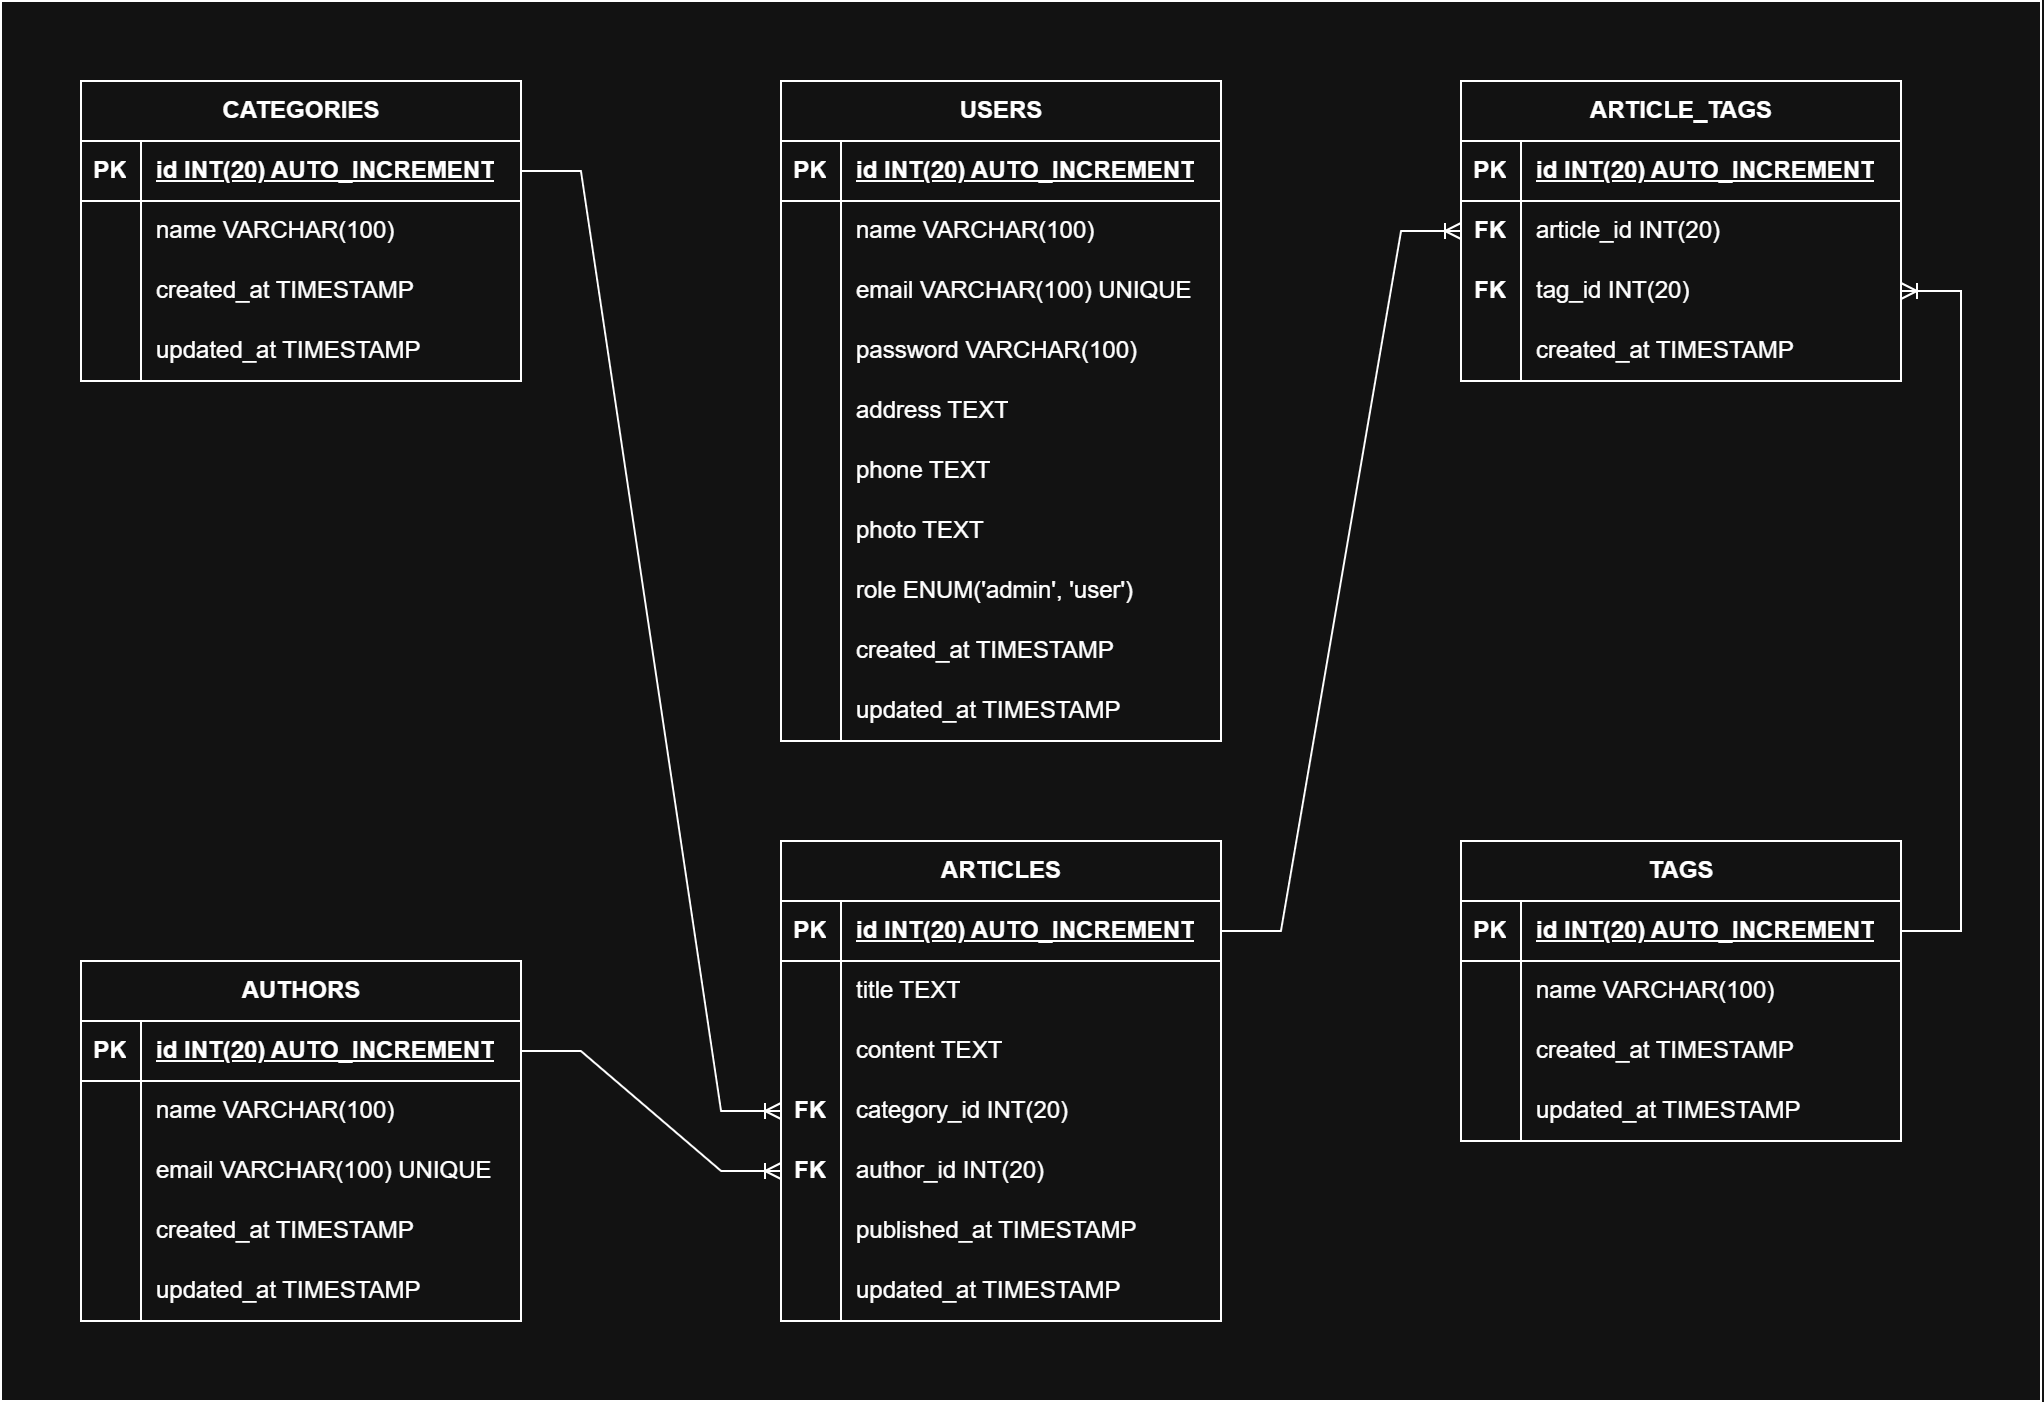 CATEGORIES
PK id INT(20) AUTO_INCREMENT
name VARCHAR(100)
created_at TIMESTAMP
updated_at TIMESTAMP
USERS
PK id INT(20) AUTO_INCREMENT
name VARCHAR(100)
email VARCHAR(100) UNIQUE
password VARCHAR(100)
address TEXT
phone TEXT
photo TEXT
role ENUM('admin', 'user')
created_at TIMESTAMP
updated_at TIMESTAMP
ARTICLE_TAGS
PK id INT(20) AUTO_INCREMENT
FK article_id INT(20)
FK tag_id INT(20)
created_at TIMESTAMP
AUTHORS
PK id INT(20) AUTO_INCREMENT
name VARCHAR(100)
email VARCHAR(100) UNIQUE
created_at TIMESTAMP
updated_at TIMESTAMP
ARTICLES
PK id INT(20) AUTO_INCREMENT
title TEXT
content TEXT
FK category_id INT(20)
FK author_id INT(20)
published_at TIMESTAMP
updated_at TIMESTAMP
TAGS
PK id INT(20) AUTO_INCREMENT
name VARCHAR(100)
created_at TIMESTAMP
updated_at TIMESTAMP